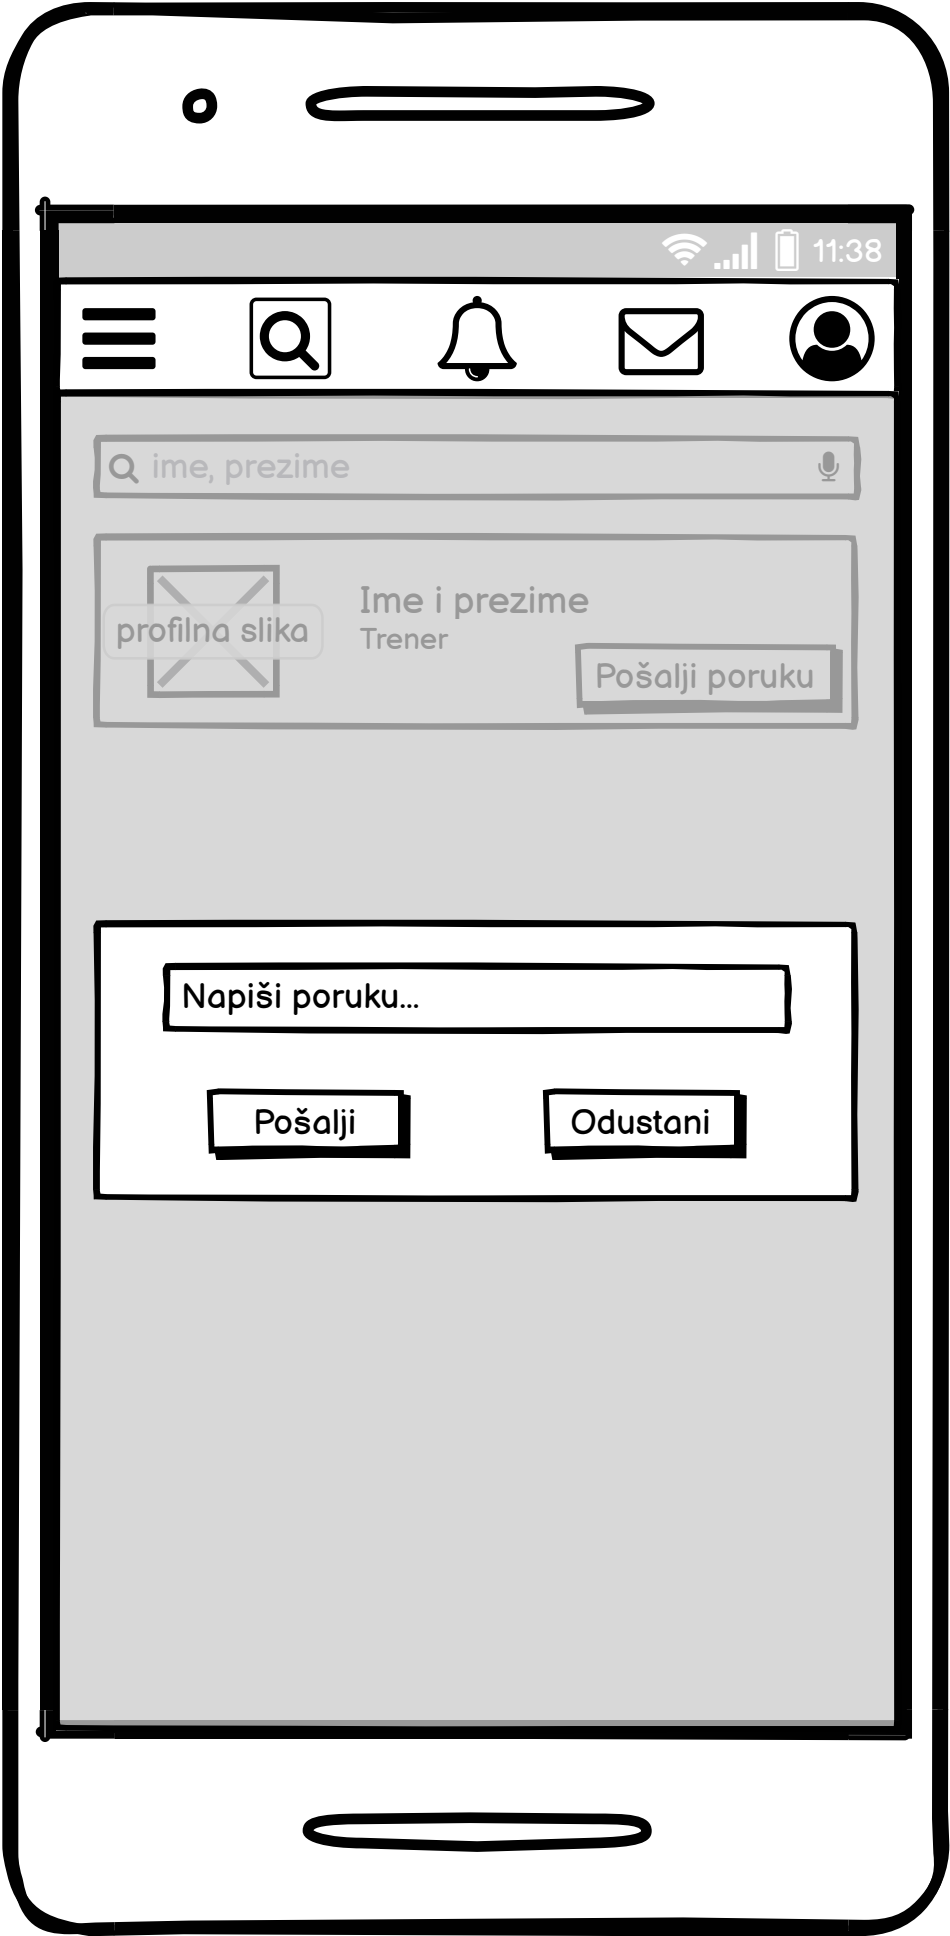 11:38
ime, prezime
profilna slika
Ime i prezime
Trener
Pošalji poruku
Napiši poruku...
Pošalji
Odustani